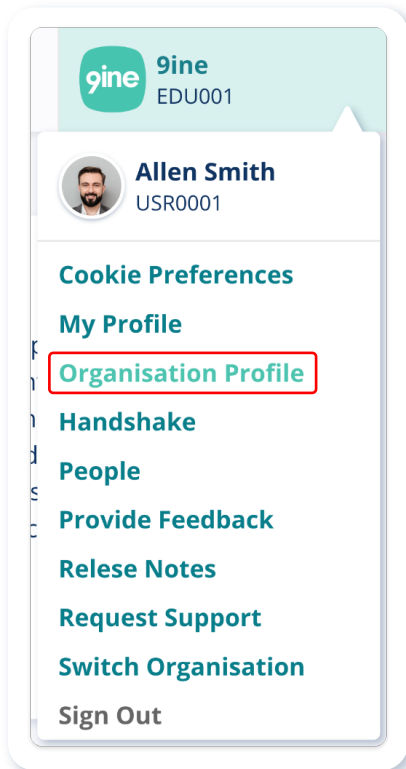 9ine
9ine
EDU001
Allen Smith
USR0001
Cookie Preferences
My Profile
Organisation Profile
Handshake
People
Provide Feedback
Relese Notes
Request Support
Switch Organisation
Sign Out